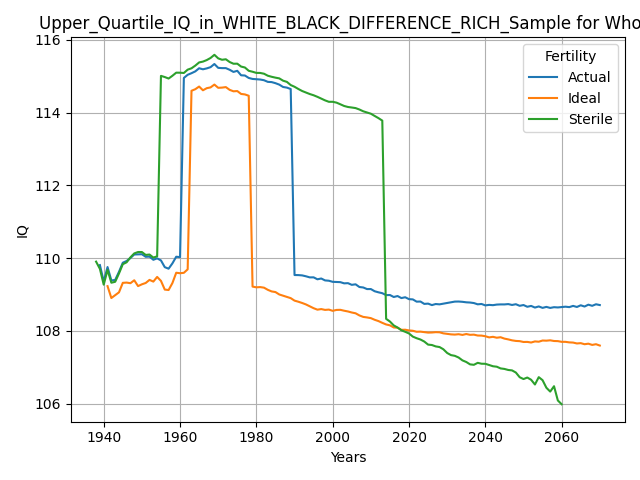 Upper_Quartile_IQ_in_WHITE_BLACK_DIFFERENCE_RICH_Sample for Who
Fertility
Actual
Ideal
Sterile
IQ
116
114
112
110
108
106
1940 1960 1980 2000 2020 2040 2060
Years